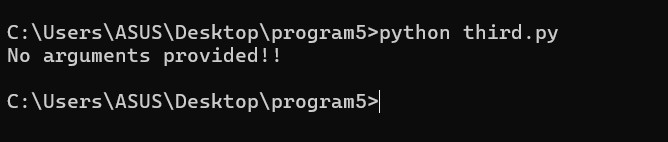 C:\Users\ASUS\Desktop\program5>python third.py
No arguments provided!!
C:\Users\ASUS\Desktop\program5>